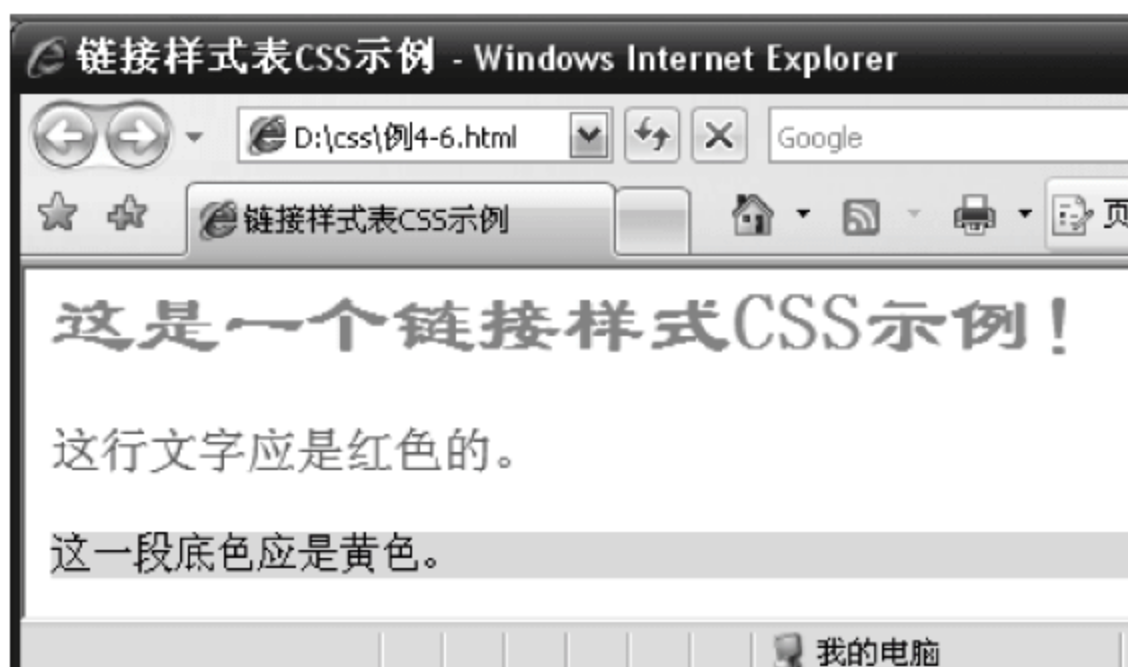 链接样式表CSS示例 - Windows Internet Explorer
D:\css\例4-6.html
Google
链接样式表CSS示例
页
这是一个链接样式CSS示例！
这行文字应是红色的。
这一段底色应是黄色。
我的电脑